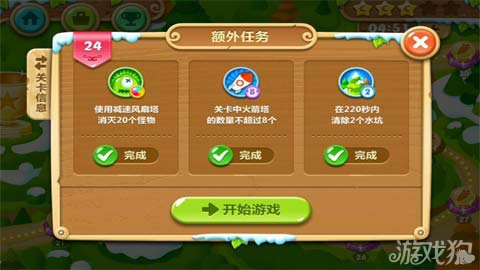 额外任务
24
关卡信息
使用减速风扇塔
消灭20个怪物
关卡中火箭塔
的数量不超过8个
8
在220秒内
清除2个水坑
2
完成
完成
完成
开始游戏
游戏狗